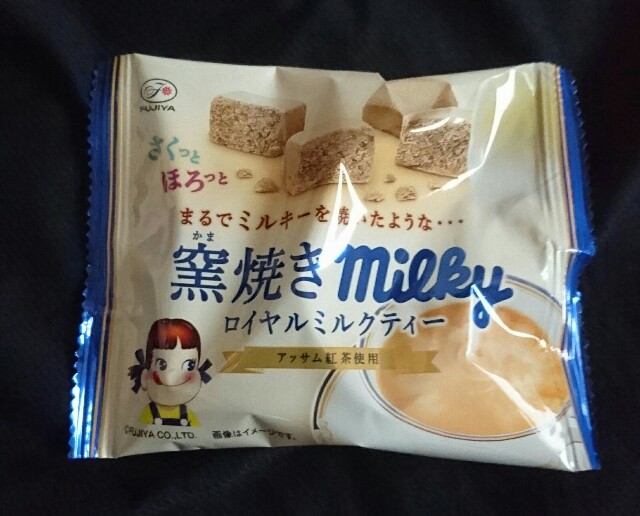 FUJIYA
さくっと
ほろっと
まるでミルキーを焼いたような・・・
かま
窯焼きmilky
ロイヤルミルクティー
アッサム紅茶使用
©FUJIYA CO.,LTD.
画像はイメージです。